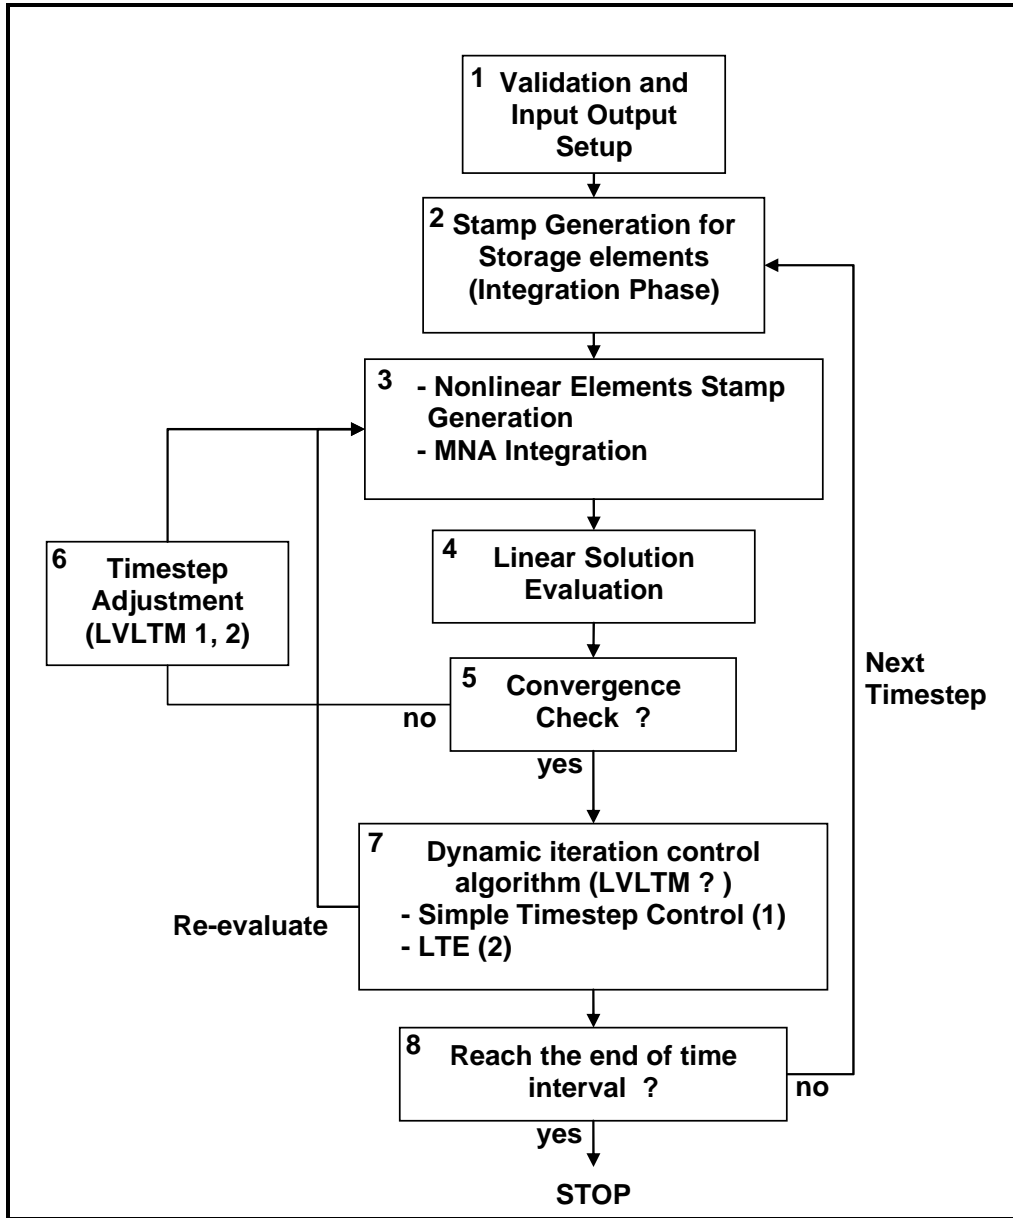 1
Validation and
Input Output
Setup
2
Stamp Generation for
Storage elements
(Integration Phase)
3
- Nonlinear Elements Stamp
Generation
- MNA Integration
4
Linear Solution
Evaluation
6
Timestep
Adjustment
(LVLTM 1, 2)
5
Convergence
Check ?
no
yes
Next
Timestep
7
Dynamic iteration control
algorithm (LVLTM ? )
- Simple Timestep Control (1)
- LTE (2)
Re-evaluate
8
Reach the end of time
interval ?
no
yes
STOP